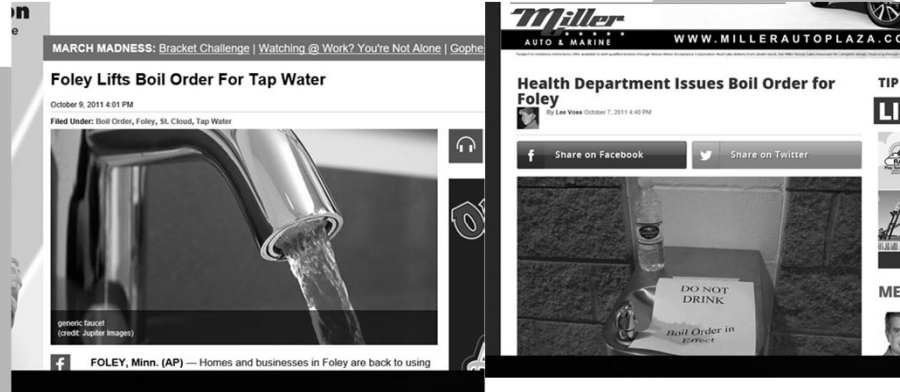 on
e
MARCH MADNESS: Bracket Challenge | Watching @ Work? You're Not Alone | Gophe
Foley Lifts Boil Order For Tap Water
October 9, 2011 4:01 PM
Filed Under: Boil Order, Foley, St. Cloud, Tap Water
generic faucet
(credit: Jupiter Images)
FOLEY, Minn. (AP) — Homes and businesses in Foley are back to using
Miller
AUTO & MARINE
WWW.MILLERAUTOPLAZA.CO
Health Department Issues Boil Order for
Foley
By Lee Voss October 7, 2011 4:40 PM
Share on Facebook
Share on Twitter
DO NOT
DRINK
Boil Order in
Effect
TIP
LI
ME